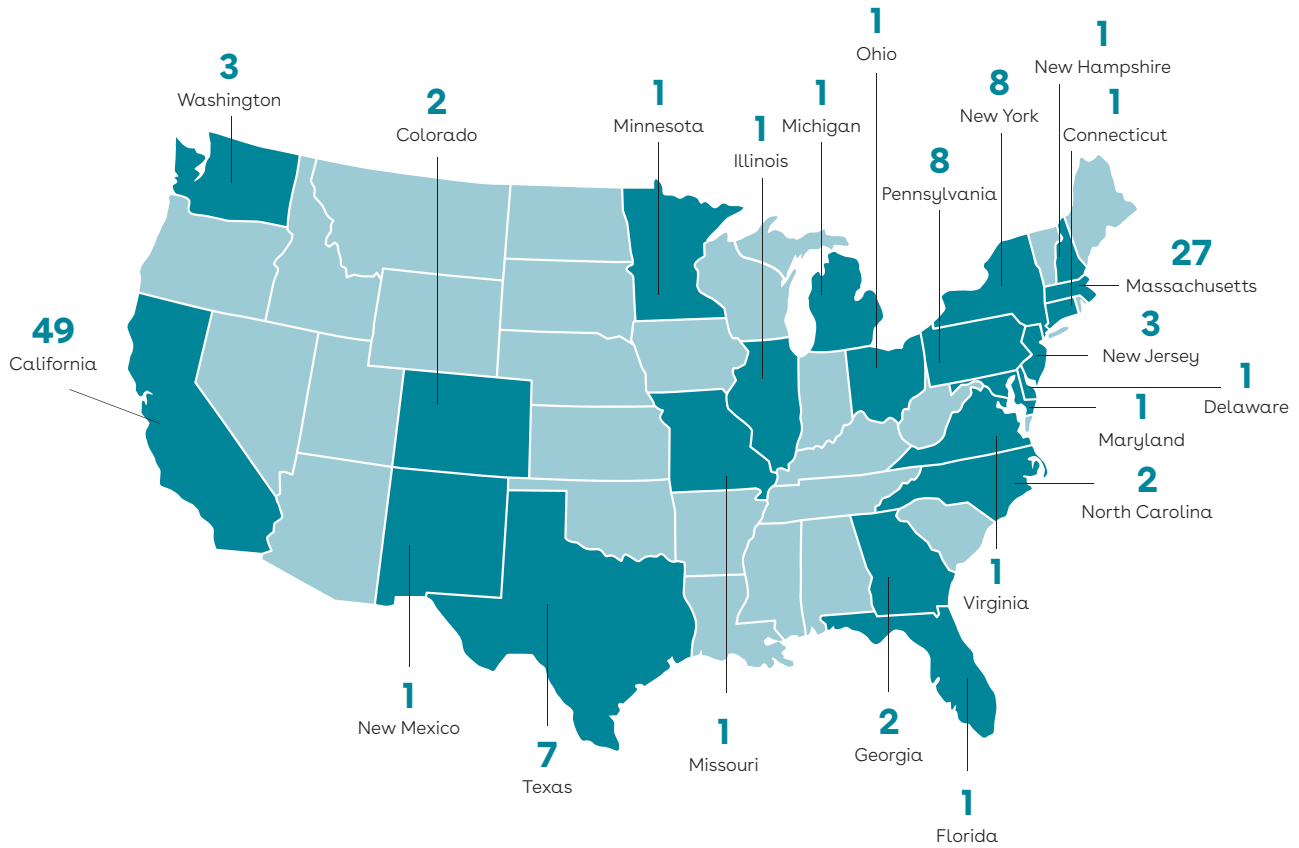 1
Ohio
1
New Hampshire
3
Washington
8
New York
2
Colorado
1
Minnesota
1
Michigan
1
Connecticut
1
Illinois
8
Pennsylvania
27
Massachusetts
49
California
3
New Jersey
1
Delaware
1
Maryland
2
North Carolina
1
Virginia
1
New Mexico
7
Texas
1
Missouri
2
Georgia
1
Florida